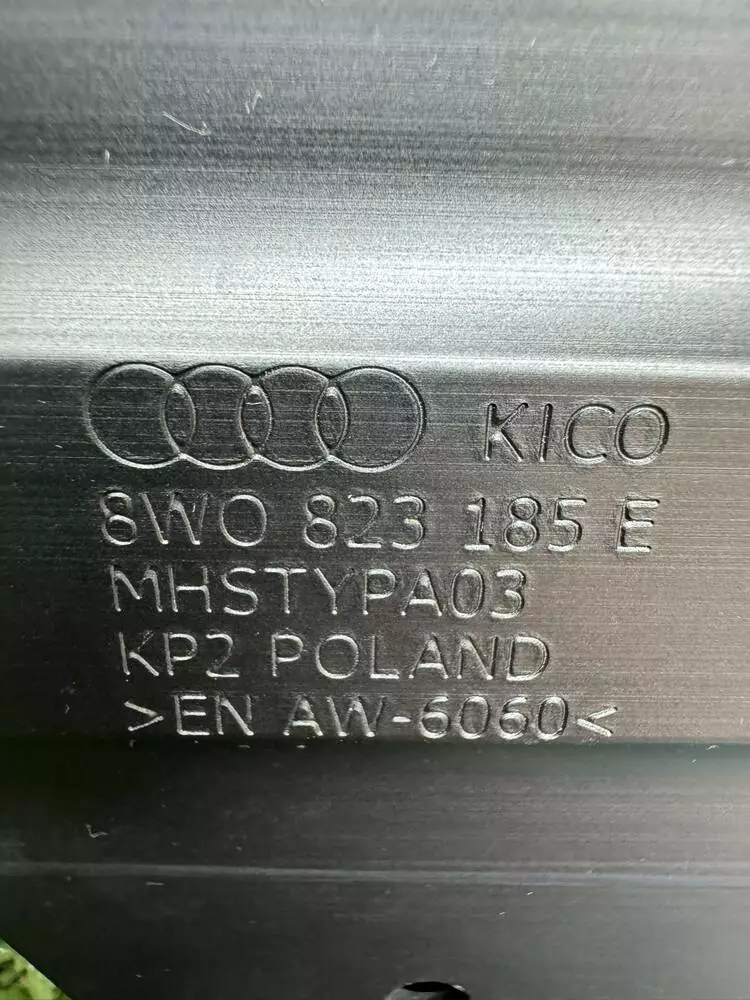 KICO
8W0 823 185 E
MHSTYPA03
KP2 POLAND
>EN AW-6060<